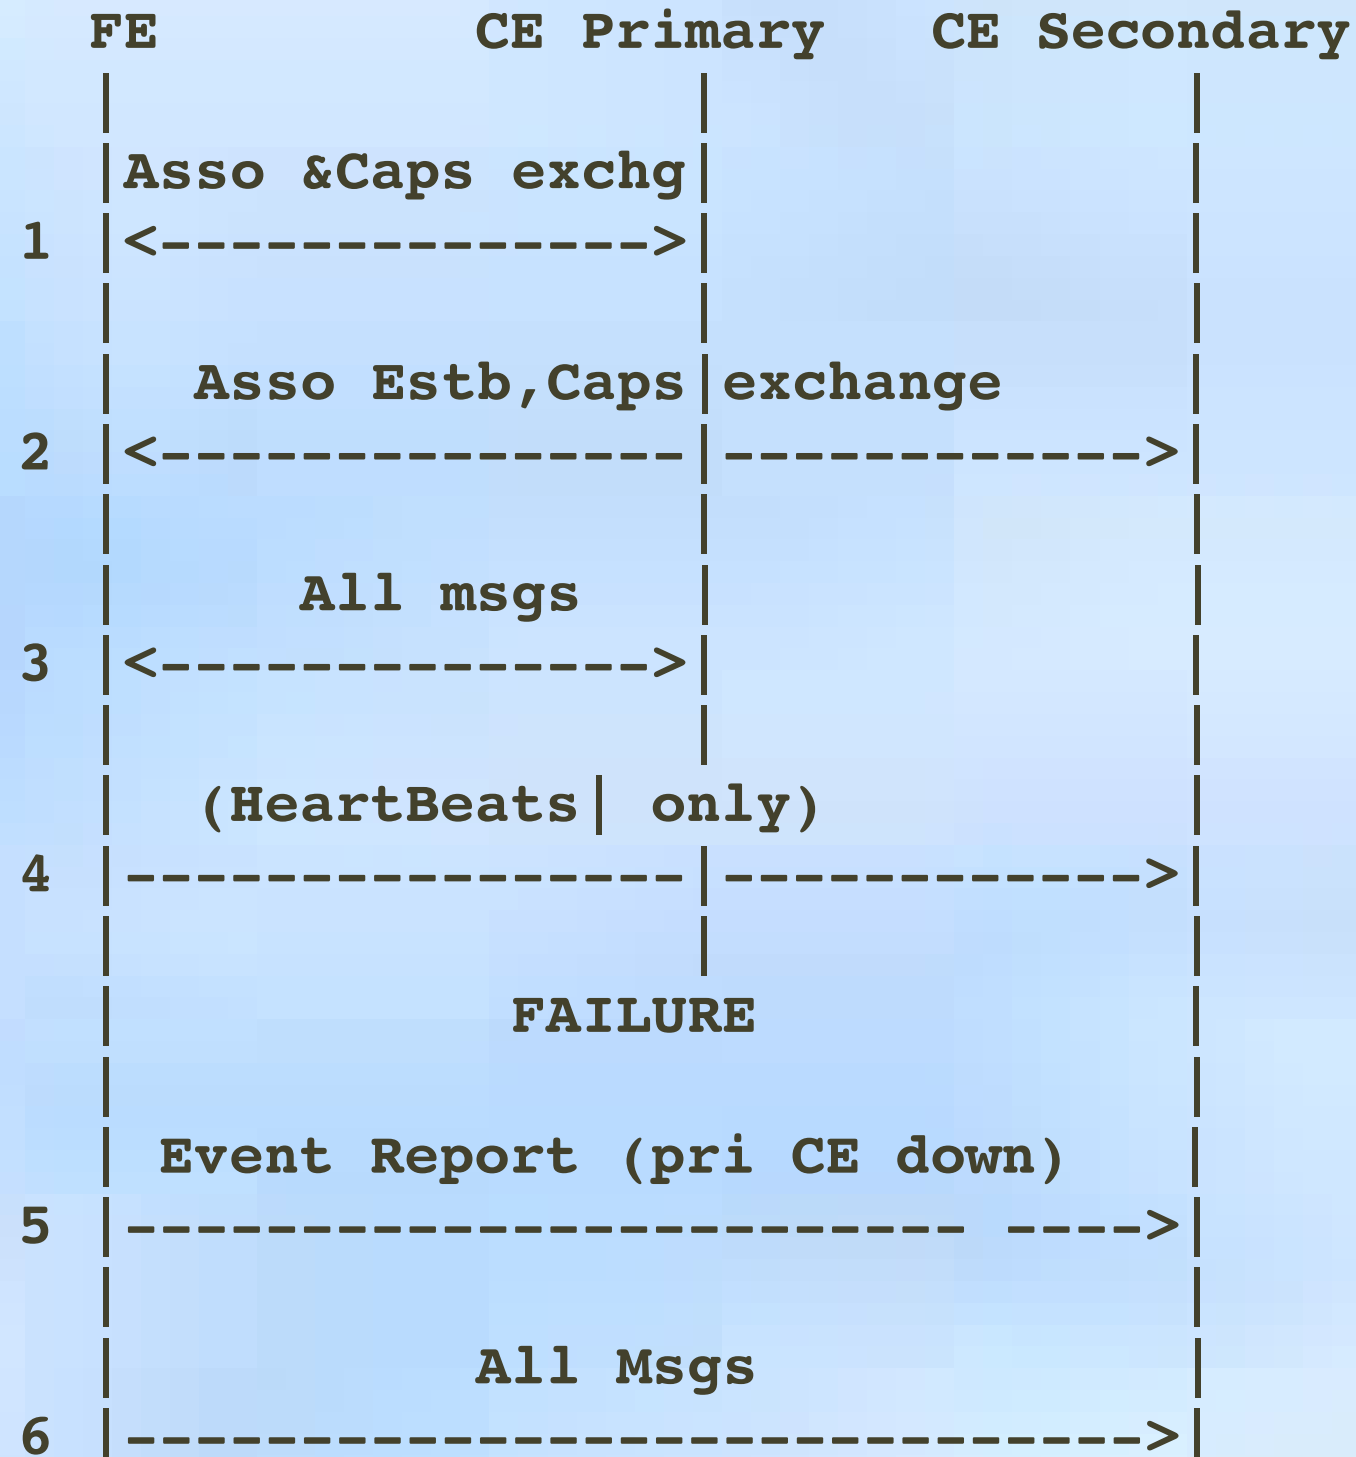 FE CE Primary CE Secondary
| | |
|Asso &Caps exchg| |
1 |<-------------->| |
| | |
| Asso Estb,Caps|exchange |
2 |<---------------|------------>|
| | |
| All msgs | |
3 |<-------------->| |
| | |
| (HeartBeats| only) |
4 |----------------|------------>|
| | |
| FAILURE |
| |
| Event Report (pri CE down) |
5 |------------------------ ---->|
| |
| All Msgs |
6 |----------------------------->|